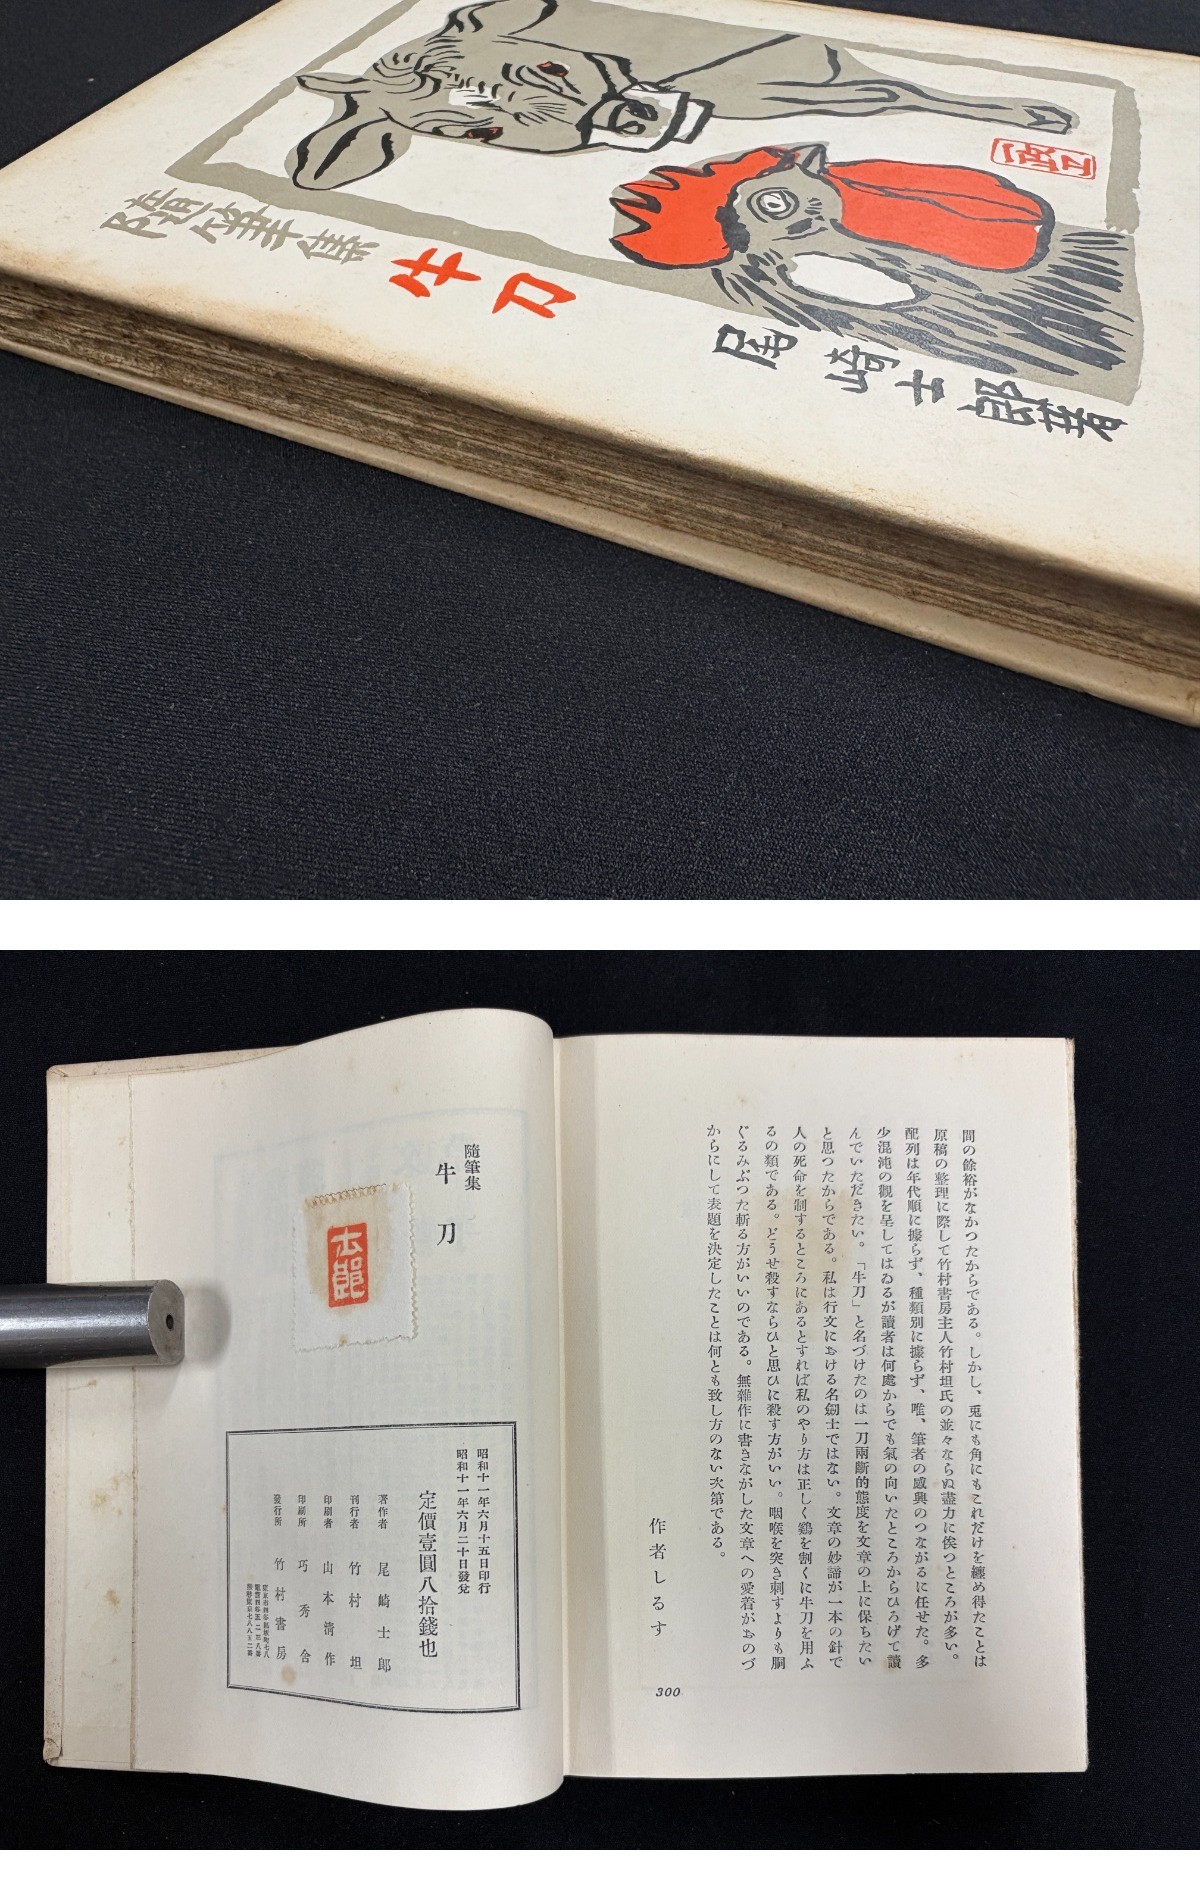 隨筆集
牛刀
尾崎士郎著
間の餘裕がなかつたからである。しかし、兎にも角にもこれだけを纏め得たことは
原稿の整理に際して竹村書房主人竹村坦氏の並々ならぬ盡力に俟つところが多い。
配列は年代順に據らず、種類別に據らず、唯、筆者の感興のつながるに任せた。多
少混沌の觀を呈してはゐるが讀者は何處からでも氣の向いたところからひろげて讀
んでいただきたい。「牛刀」と名づけたのは一刀兩斷的態度を文章の上に保ちたい
と思つたからである。私は行文における名劒士ではない。文章の妙諦が一本の針で
人の死命を制するところにあるとすれば私のやり方は正しく鷄を割くに牛刀を用ふ
るの類である。どうせ殺すならひと思ひに殺す方がいい。咽喉を突き刺すよりも胴
ぐるみぶつた斬る方がいいのである。無雜作に書きながした文章への愛着がおのづ
からにして表題を決定したことは何とも致し方のない次第である。
作者しるす
300
隨筆集
牛刀
士郎
昭和十一年六月十五日印行
昭和十一年六月二十日發兌
定價壹圓八拾錢也
著作者 尾崎士郎
刊行者 竹村坦
印刷者 山本淸作
印刷所 巧秀舍
發行所 竹村書房